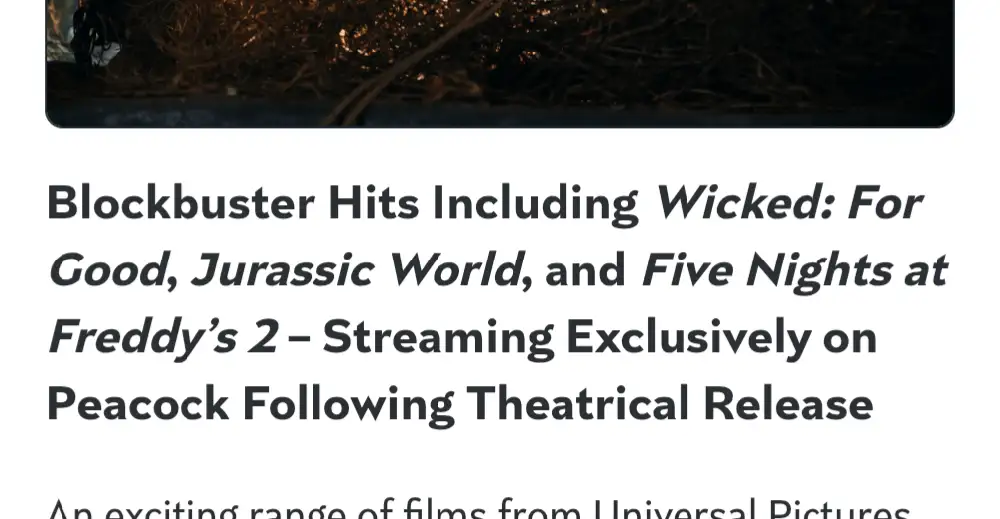 Blockbuster Hits Including Wicked: For
Good, Jurassic World, and Five Nights at
Freddy’s 2 – Streaming Exclusively on
Peacock Following Theatrical Release
An exciting range of films from Universal Pictures